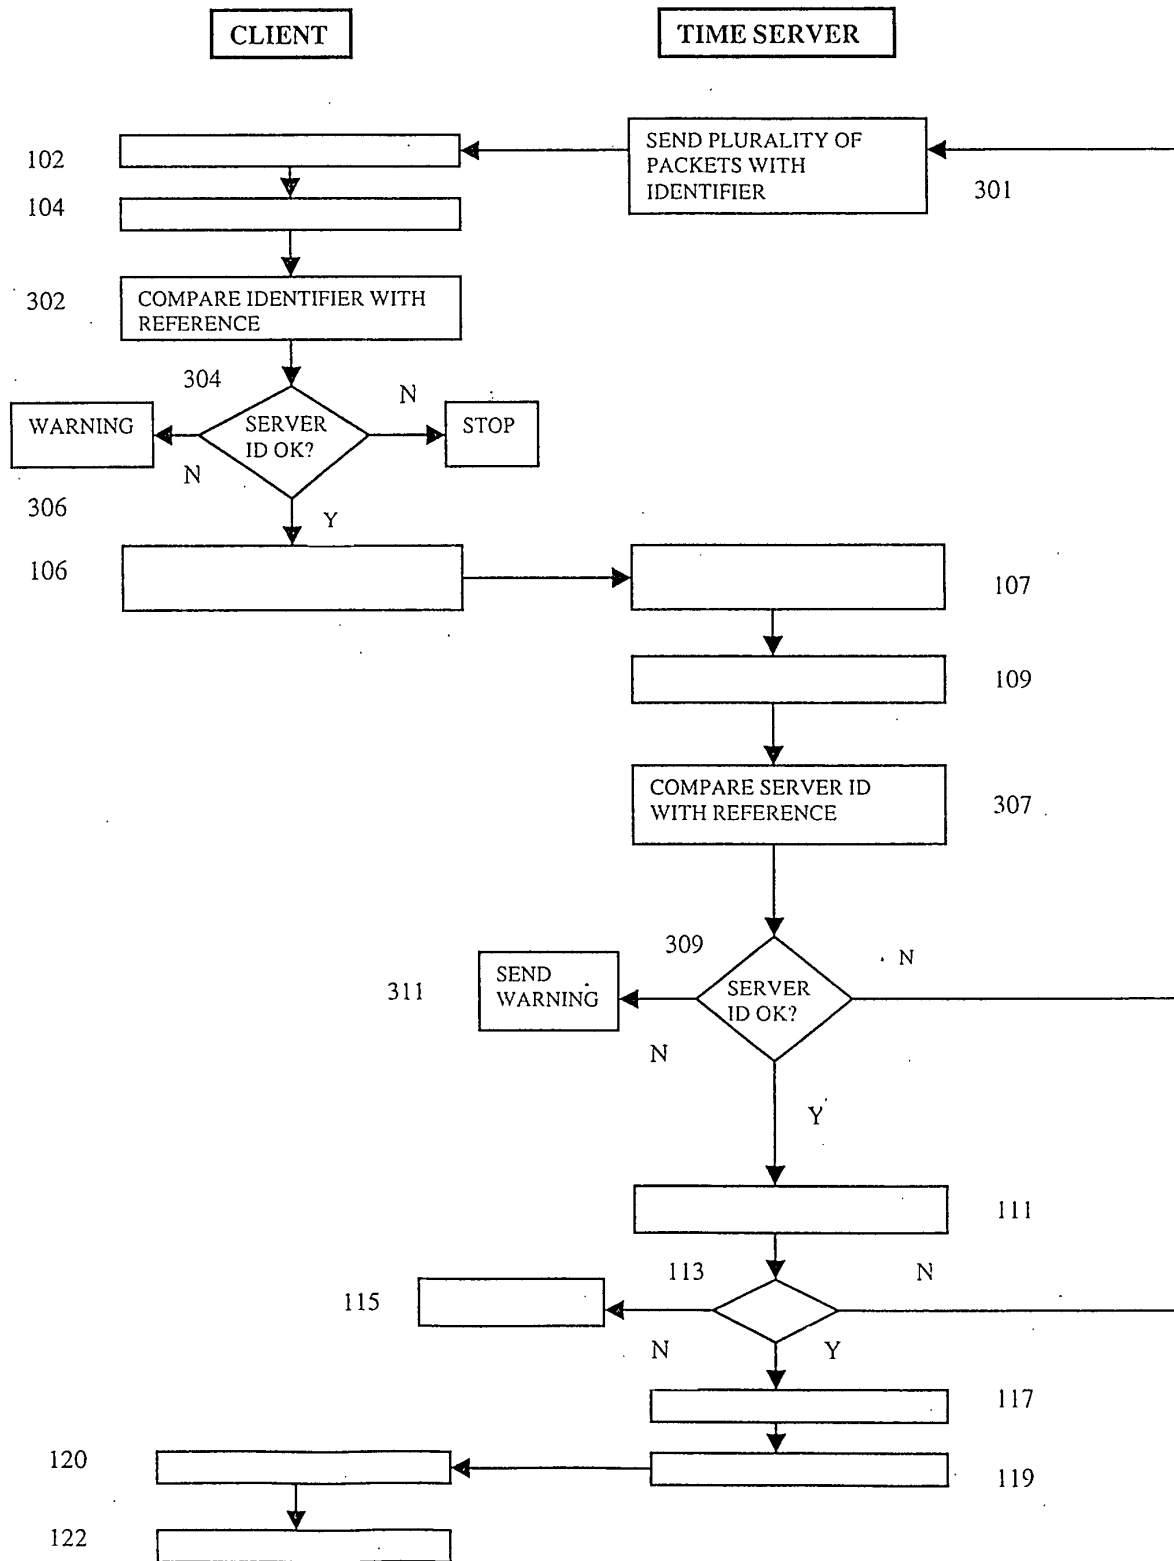 CLIENT
TIME SERVER
SEND PLURALITY OF
PACKETS WITH
IDENTIFIER
301
102
104
302
COMPARE IDENTIFIER WITH
REFERENCE
304
N
WARNING
SERVER
ID OK?
STOP
N
306
Y
106
107
109
COMPARE SERVER ID
WITH REFERENCE
307
309
N
311
SEND
WARNING
SERVER
ID OK?
N
Y
111
113
N
115
N
Y
117
120
119
122